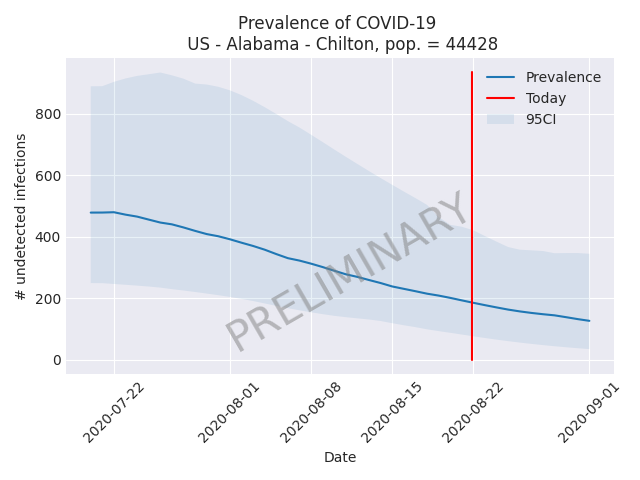 Prevalence of COVID-19
US - Alabama - Chilton, pop. = 44428
Prevalence
Today
95CI
800
600
400
200
0
# undetected infections
PRELIMINARY
2020-07-22
2020-08-01
2020-08-08
2020-08-15
2020-08-22
2020-09-01
Date